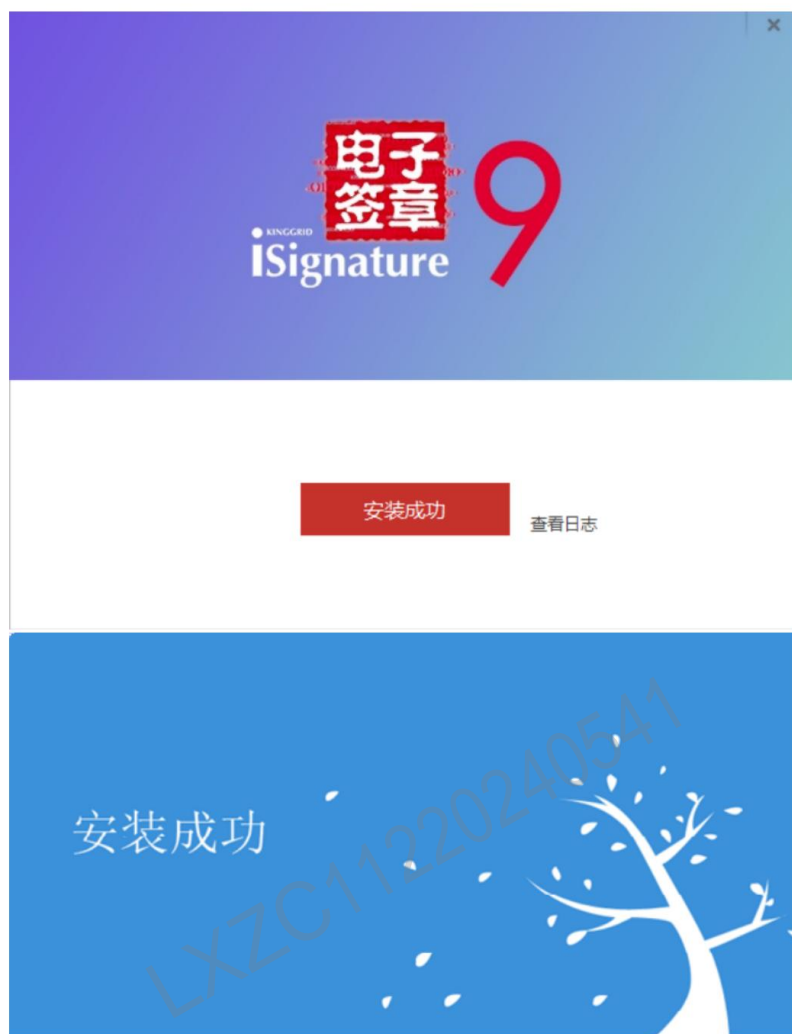 电子
签章
9
KINGGRID
iSignature
安装成功
查看日志
安装成功
LXZC11220240541